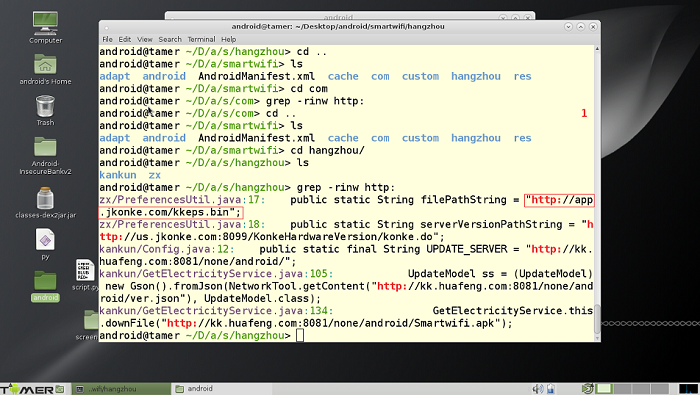 android
android@tamer: ~/Desktop/android/smartwifi/hangzhou
File Edit View Search Terminal Help
android@tamer ~/D/a/s/hangzhou> cd ..
android@tamer ~/D/a/smartwifi> ls
adapt android AndroidManifest.xml cache com custom hangzhou res
android@tamer ~/D/a/smartwifi> cd com
android@tamer ~/D/a/s/com> grep -rinw http:
android@tamer ~/D/a/s/com> cd .. 1
android@tamer ~/D/a/smartwifi> ls
adapt android AndroidManifest.xml cache com custom hangzhou res
android@tamer ~/D/a/smartwifi> cd hangzhou/
android@tamer ~/D/a/s/hangzhou> ls
kankun zx
android@tamer ~/D/a/s/hangzhou> grep -rinw http:
zx/PreferencesUtil.java:17: public static String filePathString = "http://app
.jkonke.com/kkeps.bin";
zx/PreferencesUtil.java:18: public static String serverVersionPathString = "h
ttp://us.jkonke.com:8099/KonkeHardwareVersion/konke.do";
kankun/Config.java:12: public static final String UPDATE_SERVER = "http://kk.
huafeng.com:8081/none/android/";
kankun/GetElectricityService.java:105: UpdateModel ss = (UpdateModel)
new Gson().fromJson(NetworkTool.getContent("http://kk.huafeng.com:8081/none/and
roid/ver.json"), UpdateModel.class);
kankun/GetElectricityService.java:134: GetElectricityService.this
.downFile("http://kk.huafeng.com:8081/none/android/Smartwifi.apk");
android@tamer ~/D/a/s/hangzhou>
Computer
android's Home
Trash
Android-
InsecureBankv2
classes-dex2jar.jar
py
android
script.py
screen
TAMER
..wifi/hangzhou
android